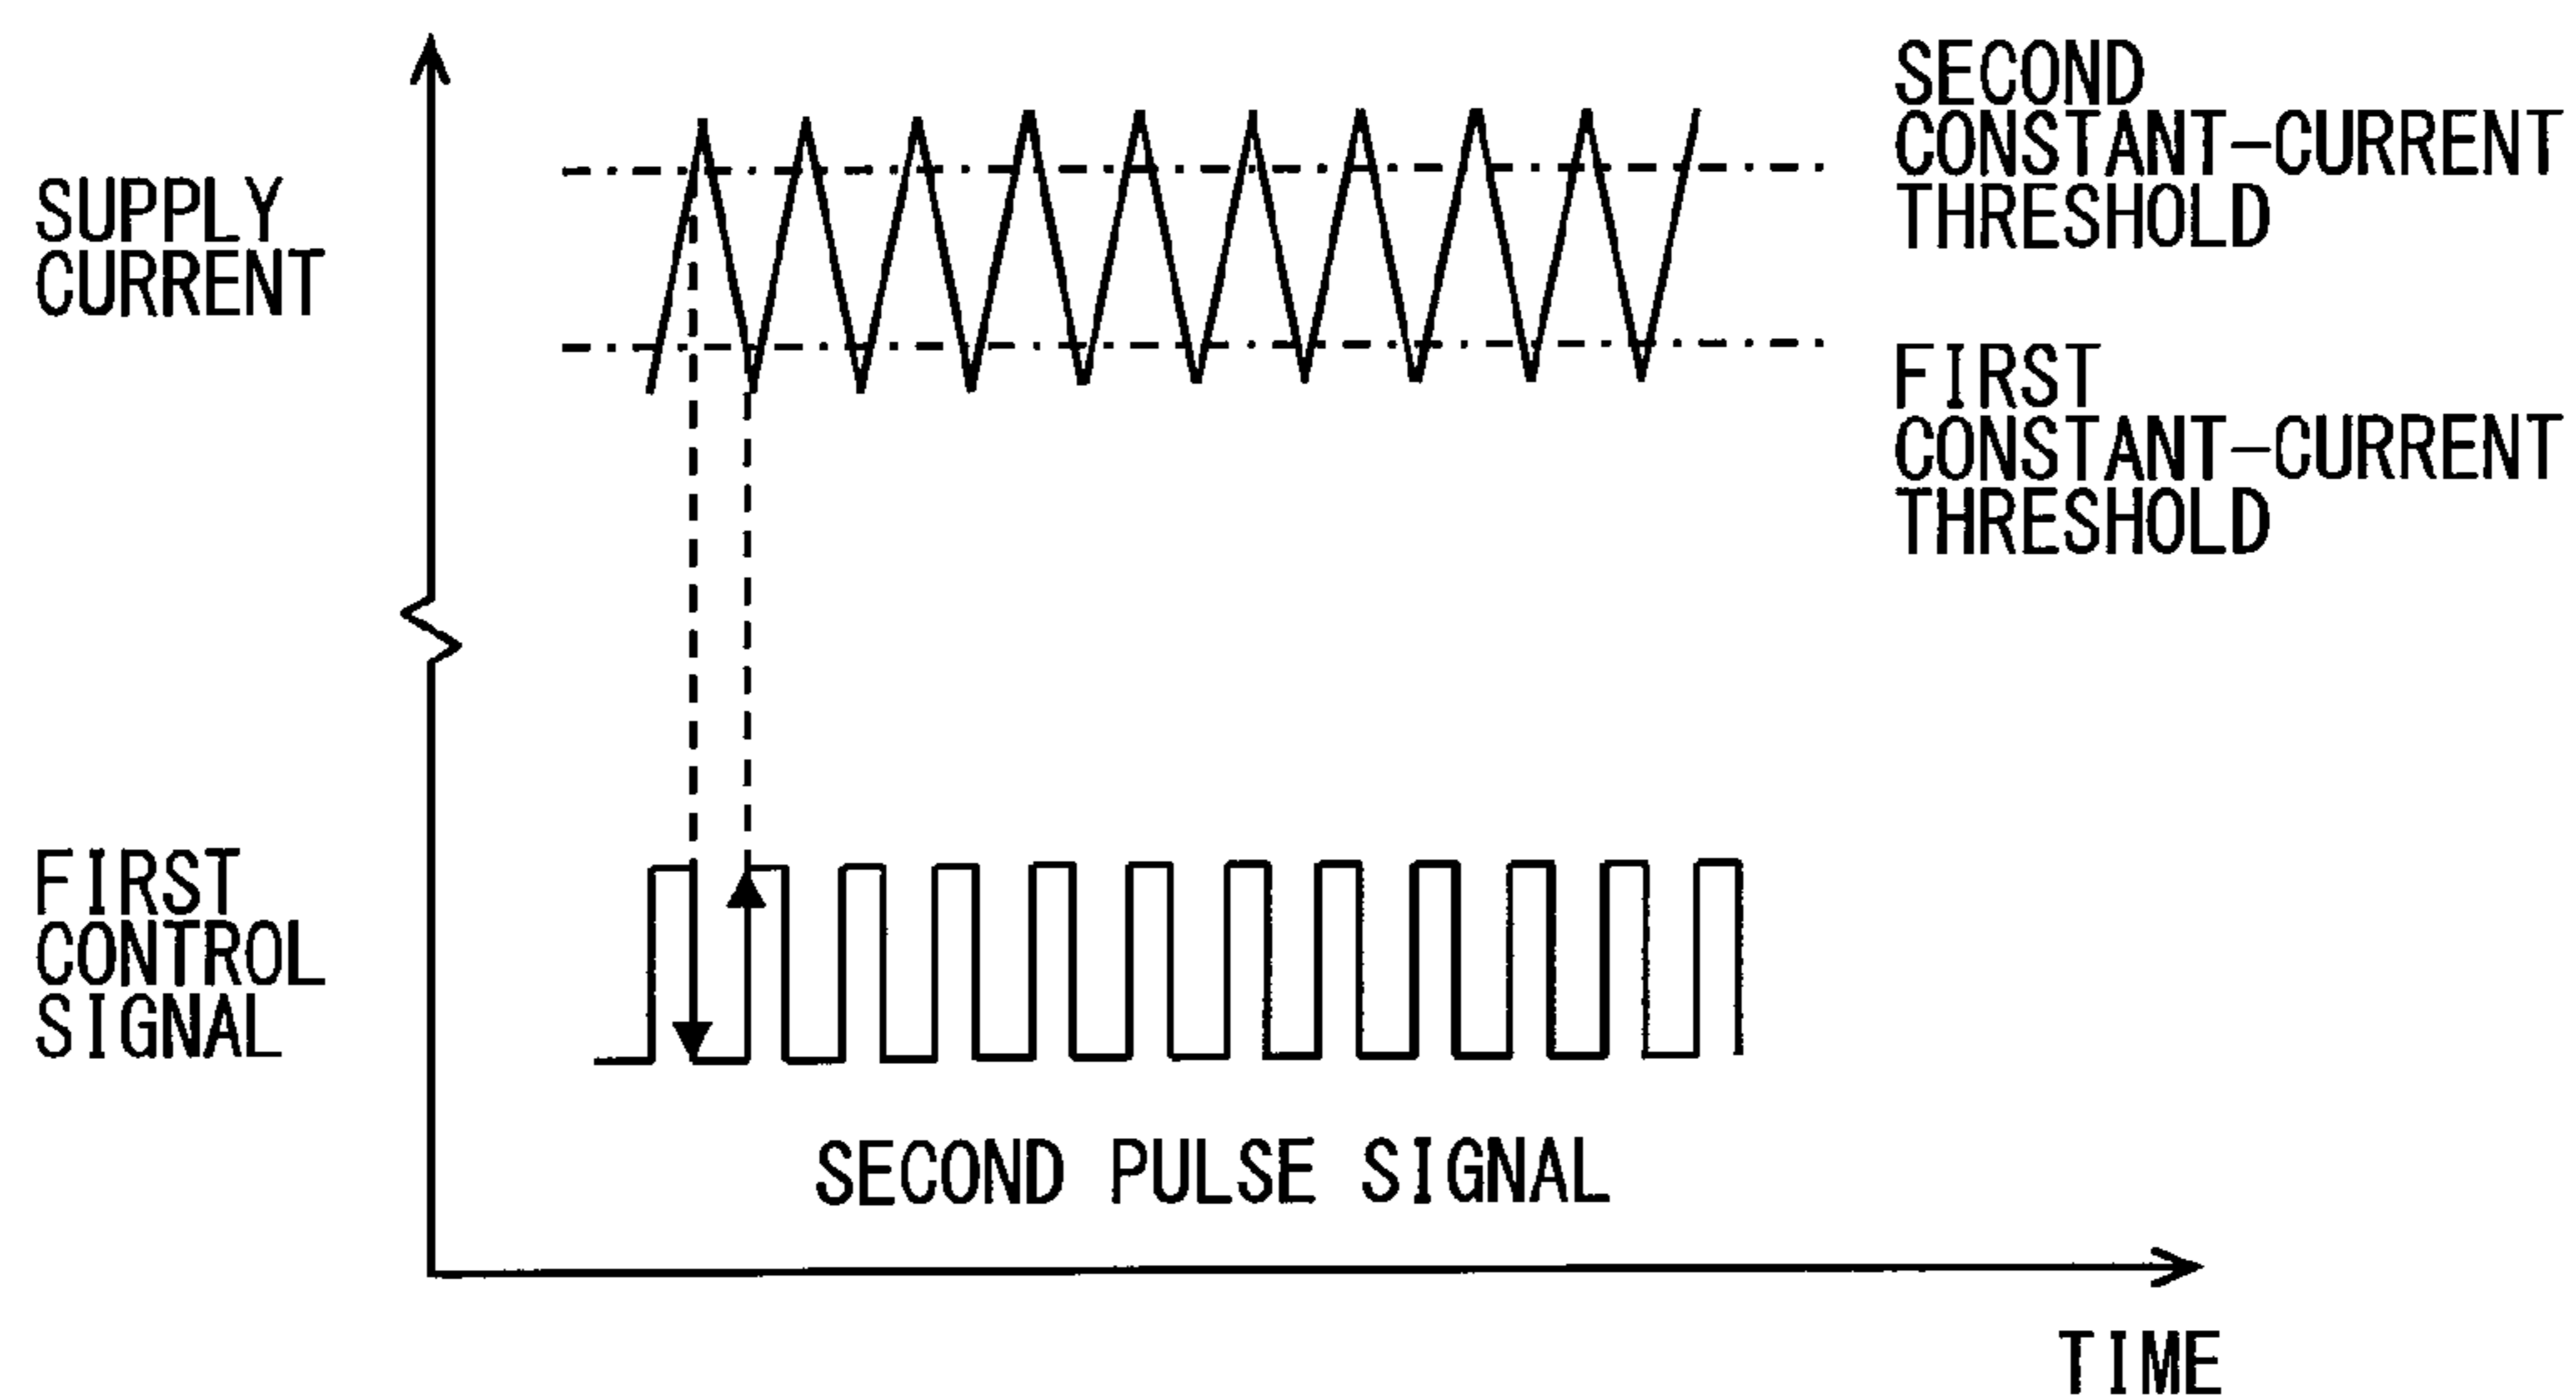 SECOND
CONSTANT-CURRENT
THRESHOLD
SUPPLY
CURRENT
FIRST
CONSTANT-CURRENT
THRESHOLD
FIRST
CONTROL
SIGNAL
SECOND PULSE SIGNAL
TIME